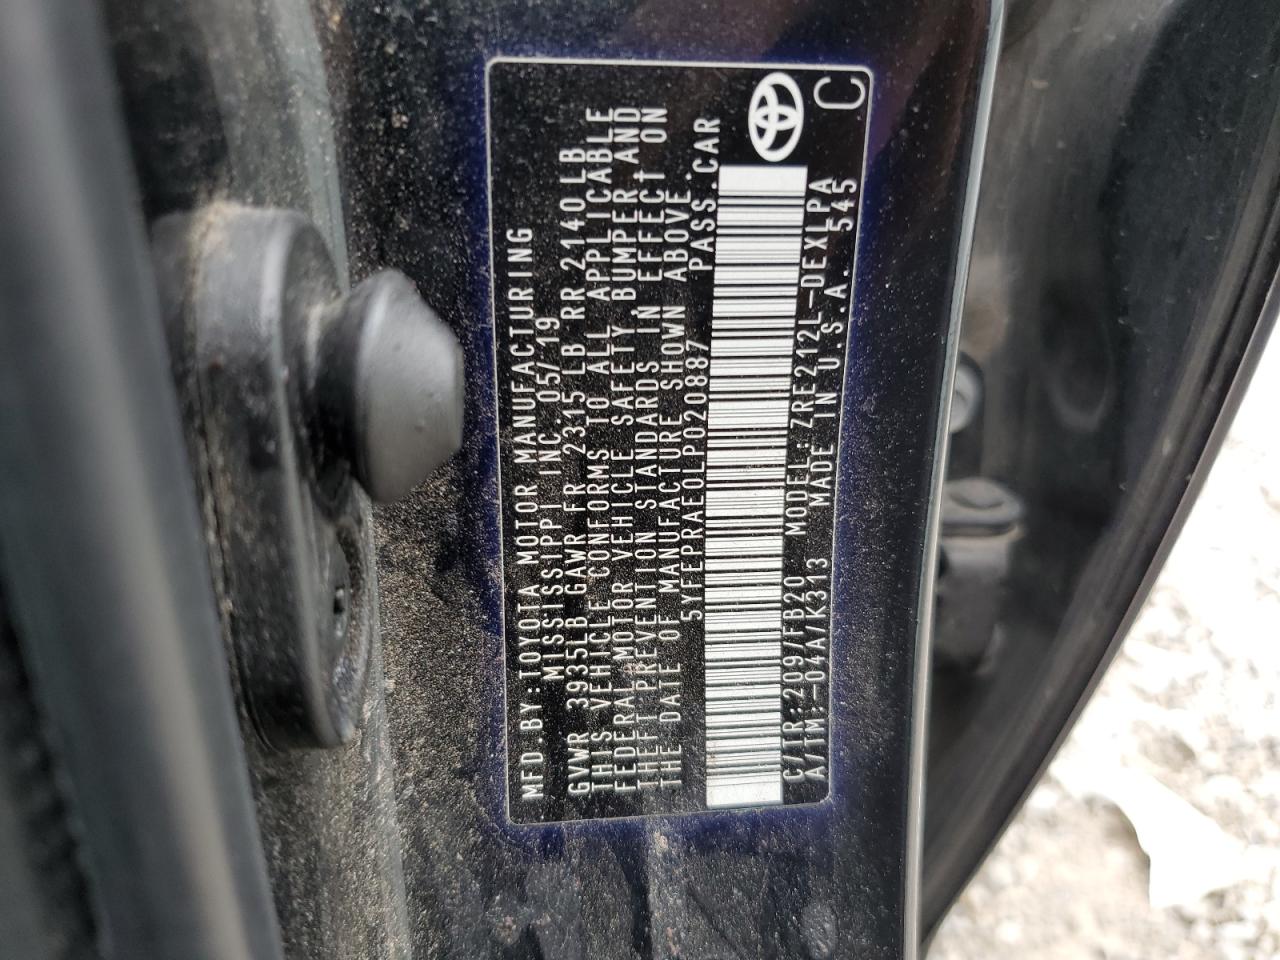 MFD.BY:TOYOTA MOTOR MANUFACTURING
MISSISSIPPI INC. 05/19
GVWR 3935LB GAWR FR 2315LB RR 2140LB
THIS VEHICLE CONFORMS TO ALL APPLICABLE
FEDERAL MOTOR VEHICLE SAFETY, BUMPER, AND
THEFT PREVENTION STANDARDS IN EFFECT ON
THE DATE OF MANUFACTURE SHOWN ABOVE.
5YFEPRAE0LP020887 PASS.CAR
C/TR:209/FB20 MODEL:ZRE212L-DEXLPA
A/TM:-04A/K313 MADE IN U.S.A. 545
C